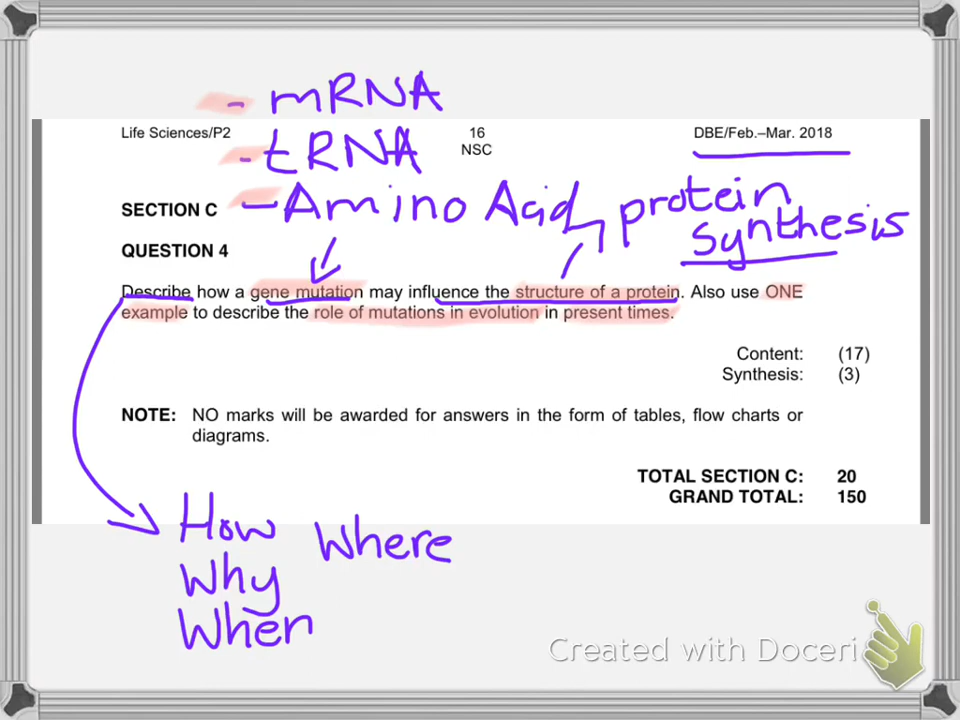 - mRNA
Life Sciences/P2 16 DBE/Feb.–Mar. 2018
NSC
- tRNA
- Amino Acid, protein
synthesis
SECTION C
QUESTION 4
Describe how a gene mutation may influence the structure of a protein. Also use ONE
example to describe the role of mutations in evolution in present times.
Content: (17)
Synthesis: (3)
NOTE: NO marks will be awarded for answers in the form of tables, flow charts or
diagrams.
TOTAL SECTION C: 20
GRAND TOTAL: 150
How Where
Why
When
Created with Doceri